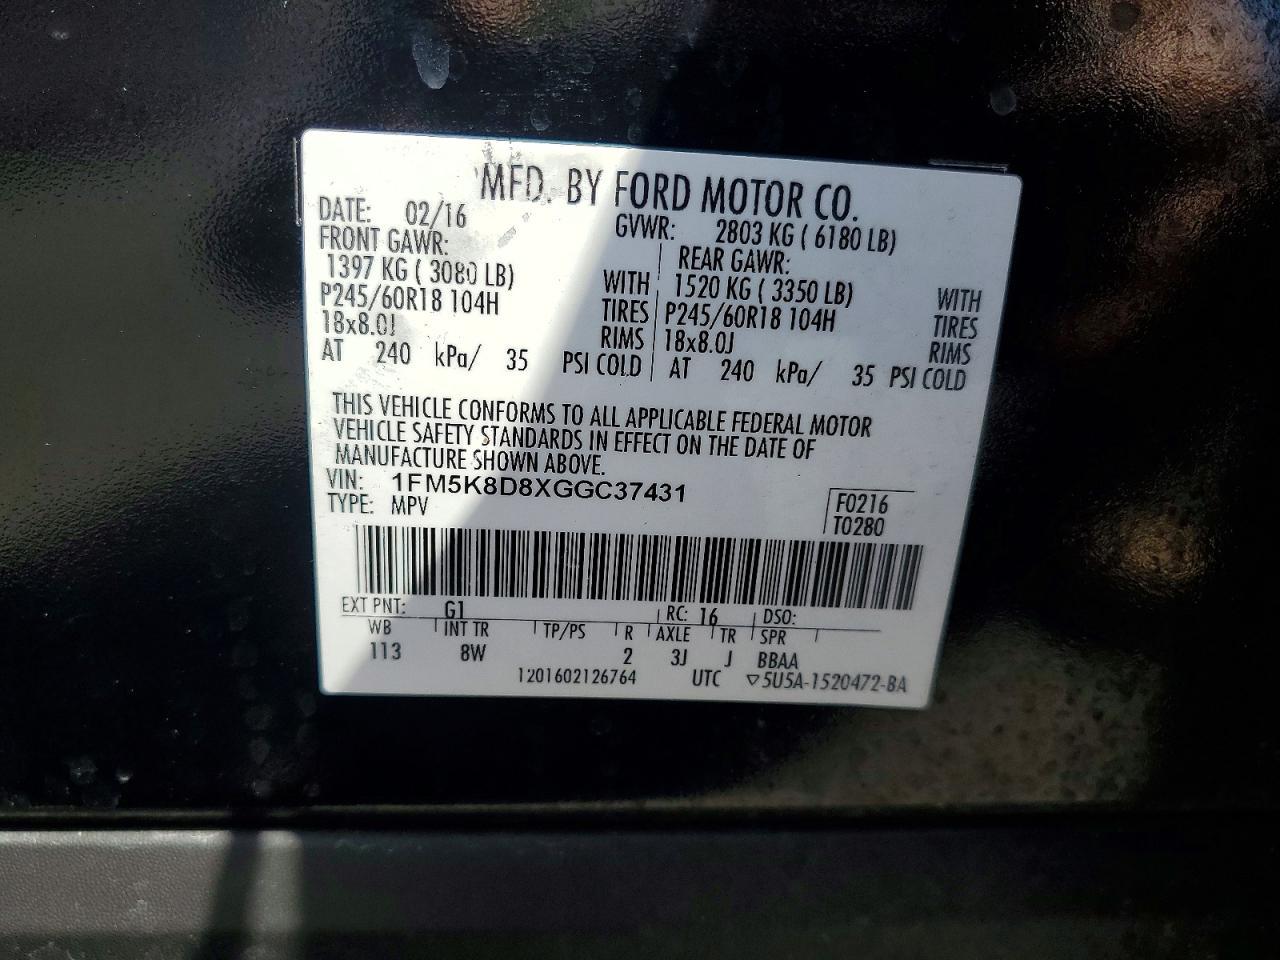 MFD. BY FORD MOTOR CO.
DATE: 02/16 GVWR: 2803 KG ( 6180 LB)
FRONT GAWR: REAR GAWR:
1397 KG ( 3080 LB) WITH 1520 KG ( 3350 LB) WITH
P245/60R18 104H TIRES P245/60R18 104H TIRES
18x8.0J RIMS 18x8.0J RIMS
AT 240 kPa/ 35 PSI COLD AT 240 kPa/ 35 PSI COLD
THIS VEHICLE CONFORMS TO ALL APPLICABLE FEDERAL MOTOR
VEHICLE SAFETY STANDARDS IN EFFECT ON THE DATE OF
MANUFACTURE SHOWN ABOVE.
VIN: 1FM5K8D8XGGC37431
TYPE: MPV
F0216
T0280
EXT PNT: G1 RC: 16 DSO:
WB INT TR TP/PS R AXLE TR SPR
113 8W 2 3J J BBAA
1201602126764 UTC ▽5U5A-1520472-BA